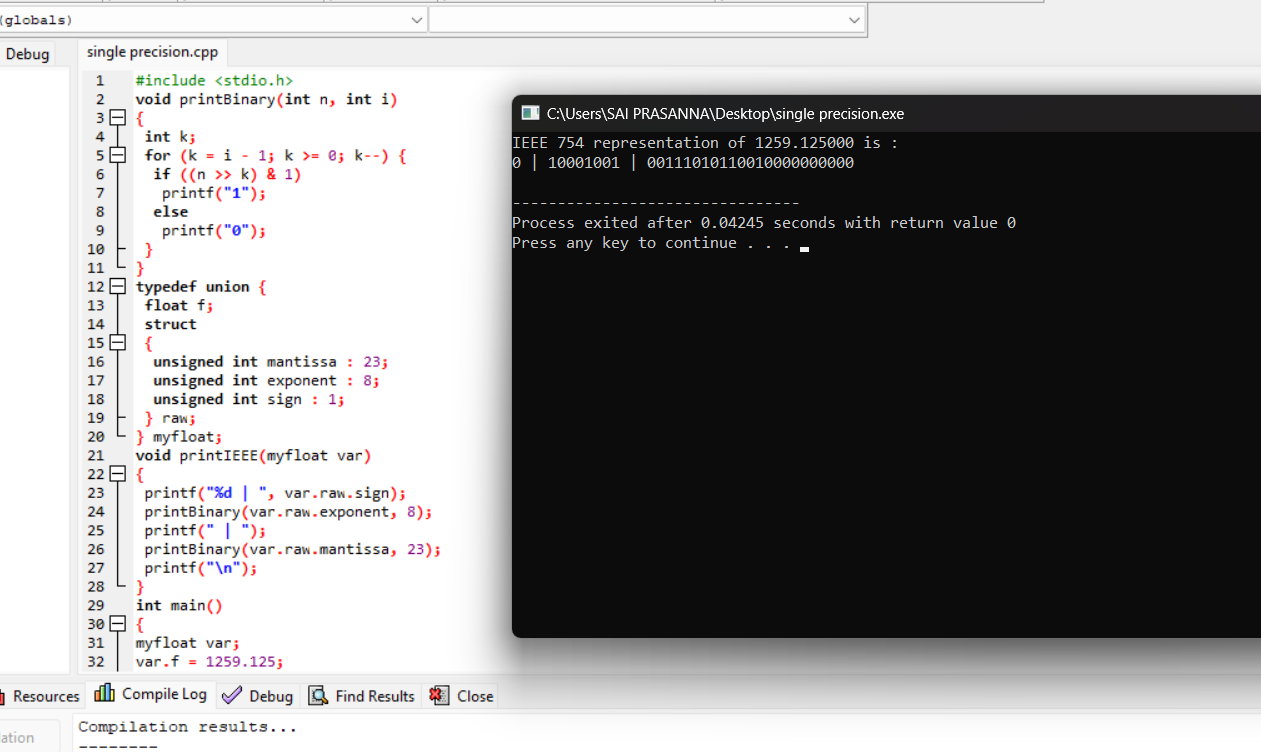 (globals)
Debug
single precision.cpp
1 #include <stdio.h>
2 void printBinary(int n, int i)
3 {
4 int k;
5 for (k = i - 1; k >= 0; k--) {
6 if ((n >> k) & 1)
7 printf("1");
8 else
9 printf("0");
10 }
11 }
12 typedef union {
13 float f;
14 struct
15 {
16 unsigned int mantissa : 23;
17 unsigned int exponent : 8;
18 unsigned int sign : 1;
19 } raw;
20 } myfloat;
21 void printIEEE(myfloat var)
22 {
23 printf("%d | ", var.raw.sign);
24 printBinary(var.raw.exponent, 8);
25 printf(" | ");
26 printBinary(var.raw.mantissa, 23);
27 printf("\n");
28 }
29 int main()
30 {
31 myfloat var;
32 var.f = 1259.125;
C:\Users\SAI PRASANNA\Desktop\single precision.exe
IEEE 754 representation of 1259.125000 is :
0 | 10001001 | 00111010110010000000000
--------------------------------
Process exited after 0.04245 seconds with return value 0
Press any key to continue . . .
Resources Compile Log Debug Find Results Close
ation
Compilation results...
--------